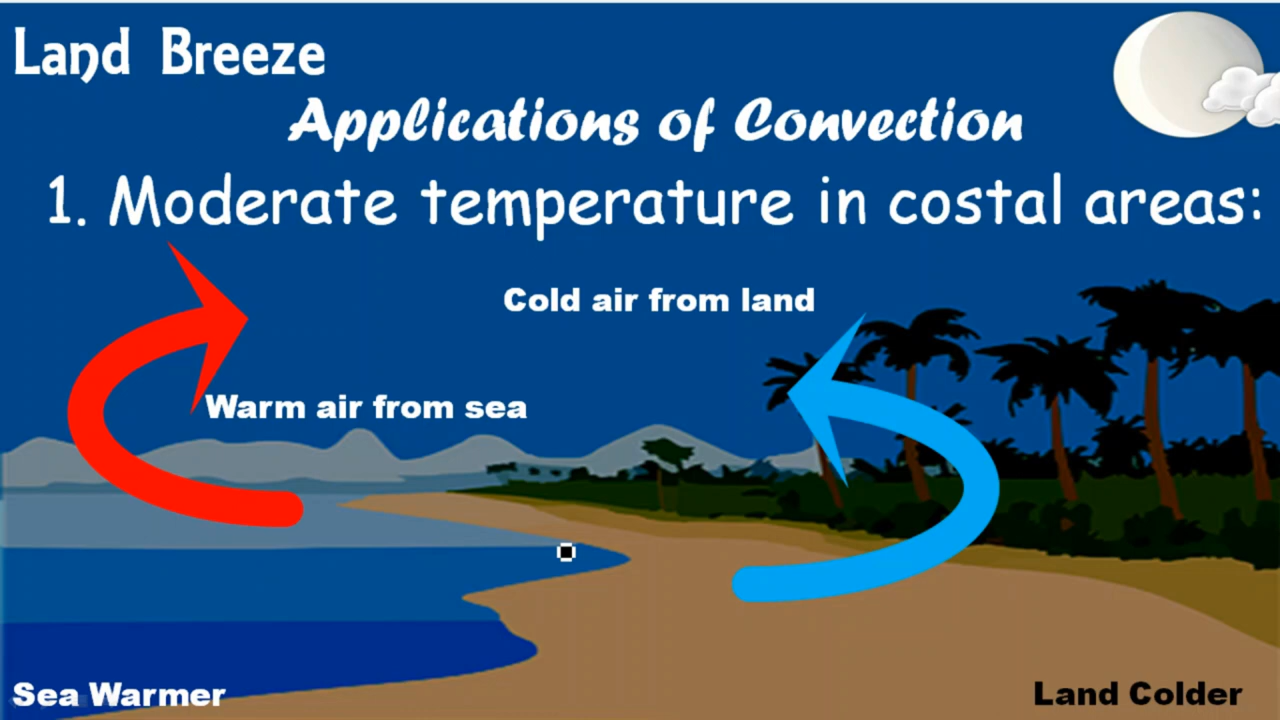 Land Breeze
Applications of Convection
1. Moderate temperature in costal areas:
Cold air from land
Warm air from sea
Sea Warmer
Land Colder